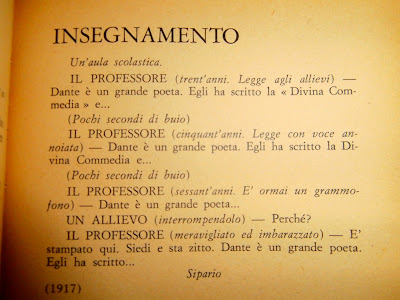 INSEGNAMENTO
Un'aula scolastica.
IL PROFESSORE (trent'anni. Legge agli allievi) —
Dante è un grande poeta. Egli ha scritto la « Divina Com-
media » e...
(Pochi secondi di buio)
IL PROFESSORE (cinquant'anni. Legge con voce an-
noiata) — Dante è un grande poeta. Egli ha scritto la Di-
vina Commedia e...
(Pochi secondi di buio)
IL PROFESSORE (sessant'anni. E' ormai un grammo-
fono) — Dante è un grande poeta...
UN ALLIEVO (interrompendolo) — Perché?
IL PROFESSORE (meravigliato ed imbarazzato) — E'
stampato qui. Siedi e sta zitto. Dante è un grande poeta.
Egli ha scritto...
Sipario
(1917)